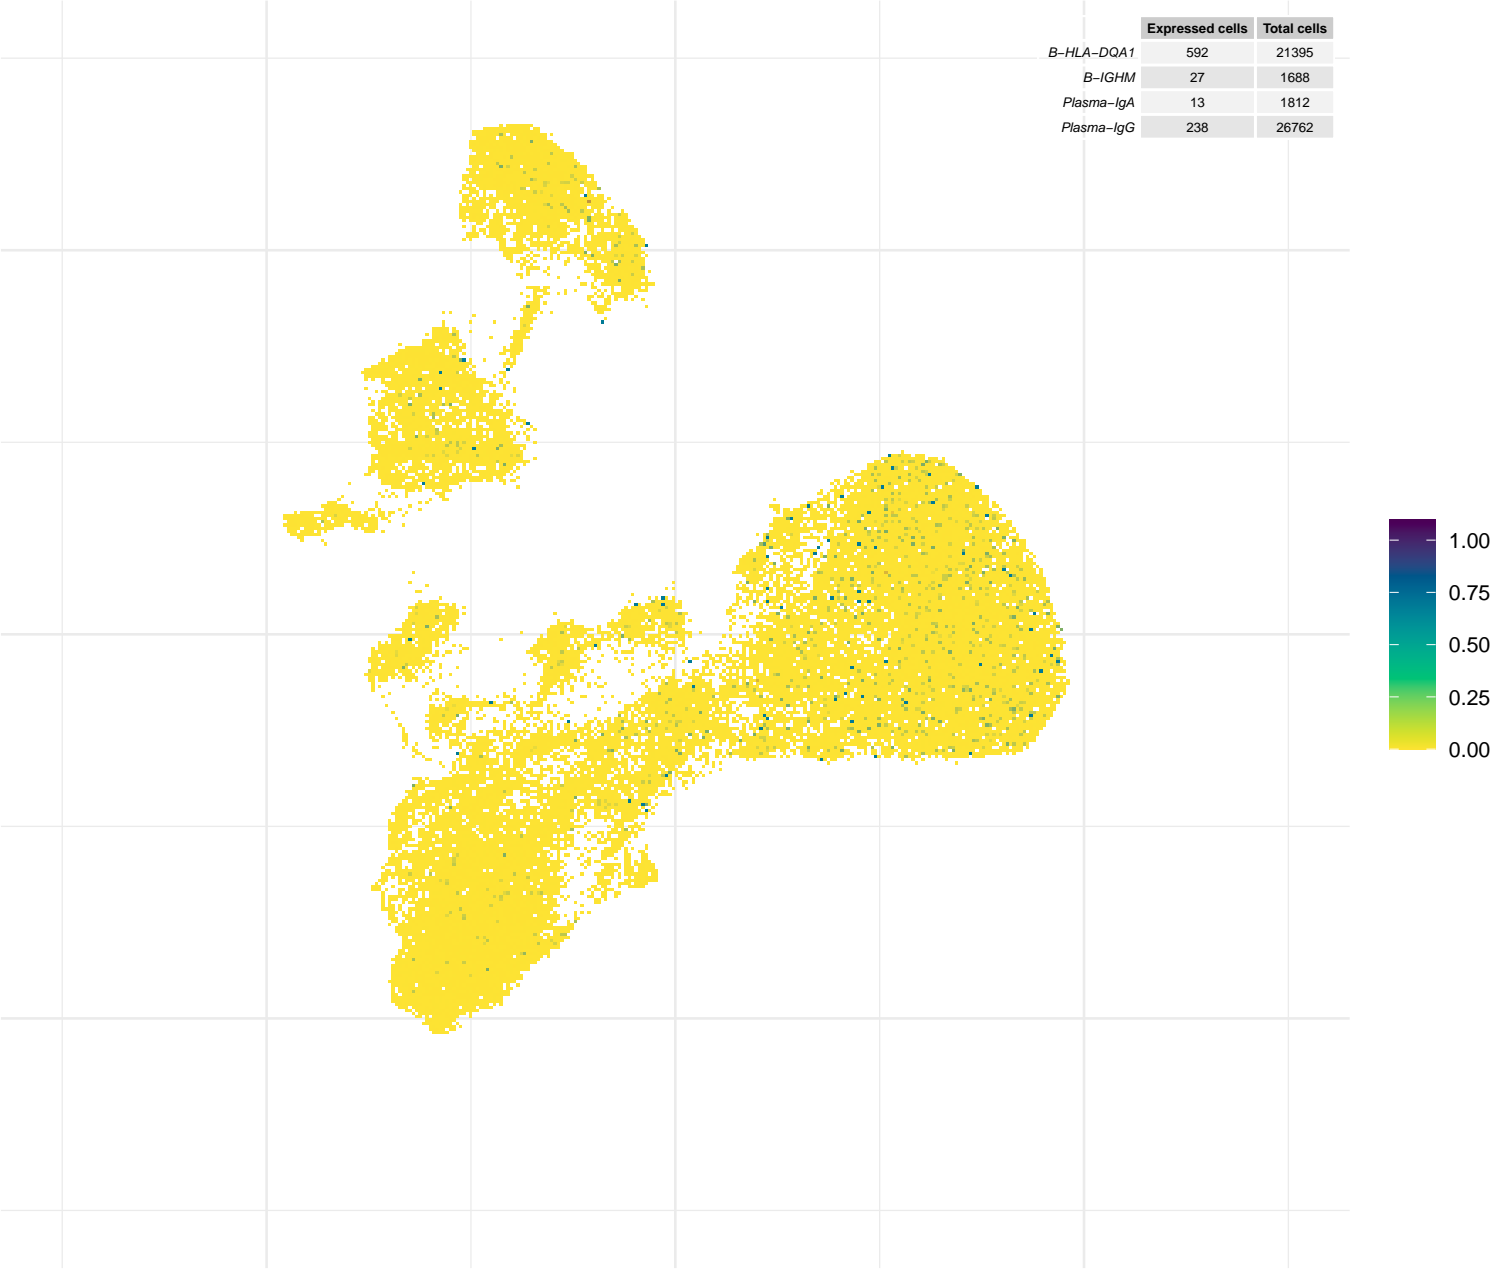 Expressed cells Total cells
B−HLA−DQA1 592 21395
B−IGHM 27 1688
Plasma−IgA 13 1812
Plasma−IgG 238 26762
1.00
0.75
0.50
0.25
0.00